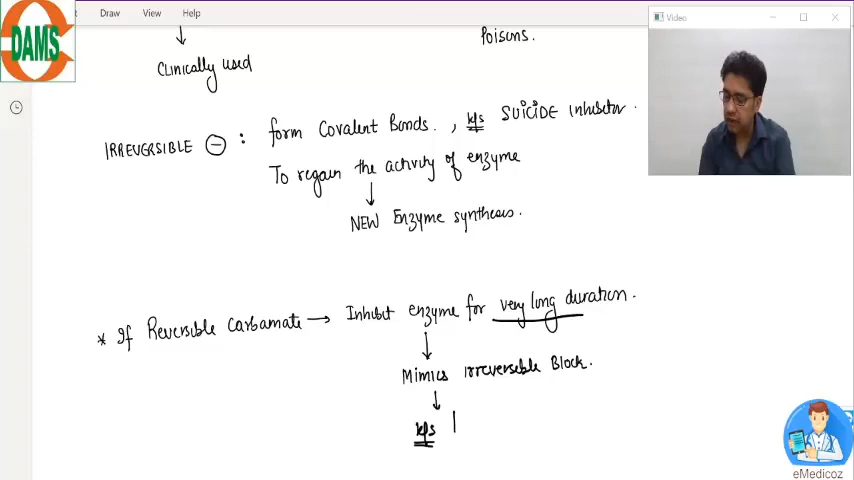 DAMS
Draw View Help
Video
Poisons.
Clinically used
IRREVERSIBLE ⊖ : form Covalent Bonds. , k/s SUICIDE Inhibitor.
To regain the activity of enzyme
↓
NEW Enzyme synthesis.
* If Reversible Carbamate → Inhibit enzyme for very long duration.
↓
Mimics irreversible Block.
↓
k/s
eMedicoz